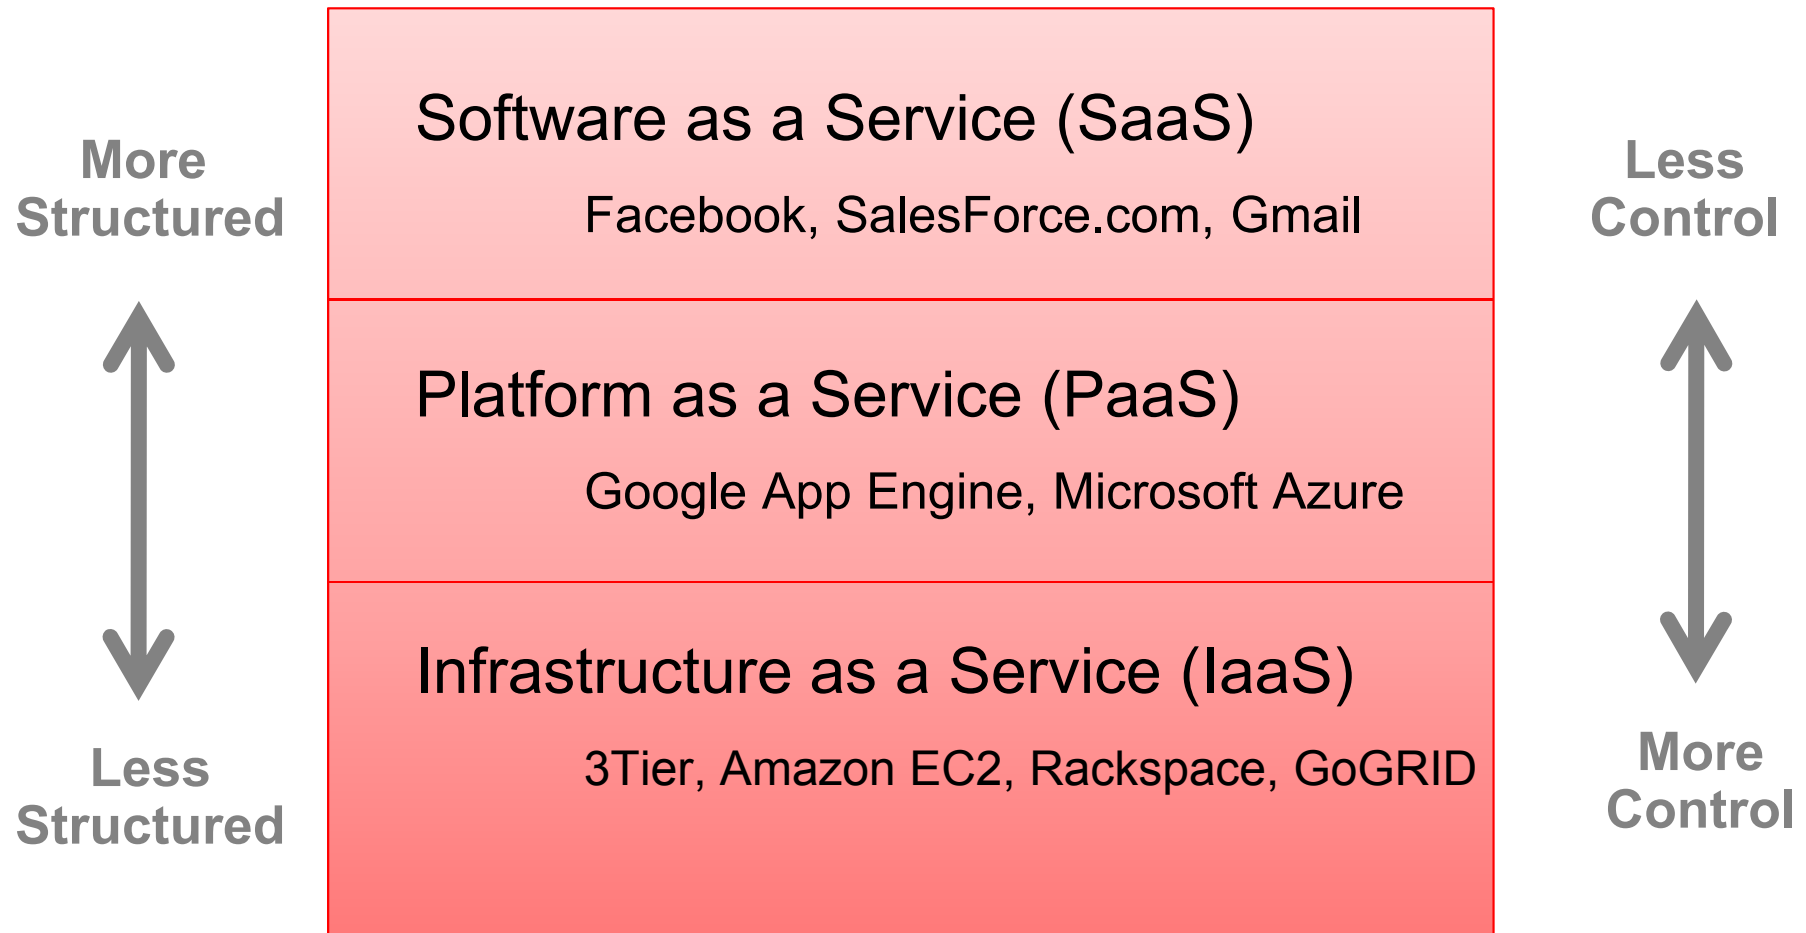 Software as a Service (SaaS)
Facebook, SalesForce.com, Gmail
More
Structured
Less
Control
Platform as a Service (PaaS)
Google App Engine, Microsoft Azure
Infrastructure as a Service (IaaS)
3Tier, Amazon EC2, Rackspace, GoGRID
Less
Structured
More
Control